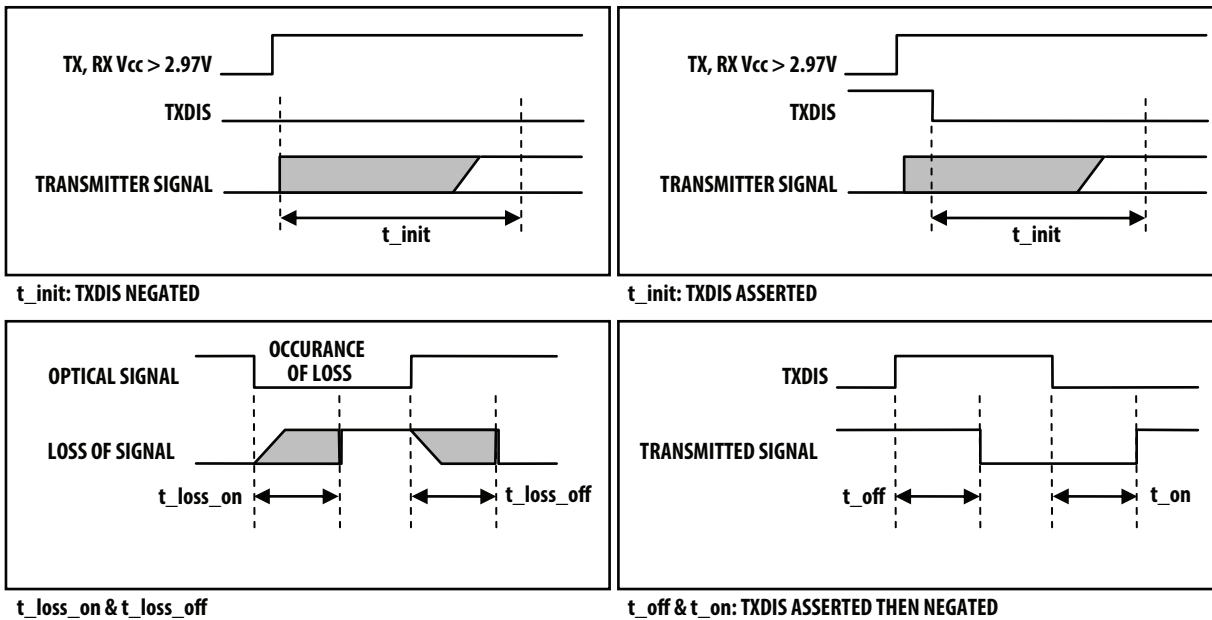 TX, RX Vcc > 2.97V
TXDIS
TRANSMITTER SIGNAL
t_init
t_init: TXDIS NEGATED
TX, RX Vcc > 2.97V
TXDIS
TRANSMITTER SIGNAL
t_init
t_init: TXDIS ASSERTED
OCCURANCE
OF LOSS
OPTICAL SIGNAL
LOSS OF SIGNAL
t_loss_on
t_loss_off
t_loss_on & t_loss_off
TXDIS
TRANSMITTED SIGNAL
t_off
t_on
t_off & t_on: TXDIS ASSERTED THEN NEGATED